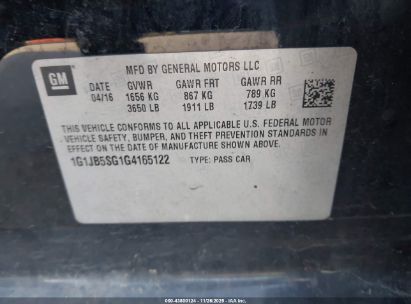 GM
MFD BY GENERAL MOTORS LLC
DATE GVWR GAWR FRT GAWR RR
04/16 1656 KG 867 KG 789 KG
3650 LB 1911 LB 1739 LB
THIS VEHICLE CONFORMS TO ALL APPLICABLE U.S. FEDERAL MOTOR
VEHICLE SAFETY, BUMPER, AND THEFT PREVENTION STANDARDS IN
EFFECT ON THE DATE OF MANUFACTURE SHOWN ABOVE.
1G1JB5SG1G4165122 TYPE: PASS CAR